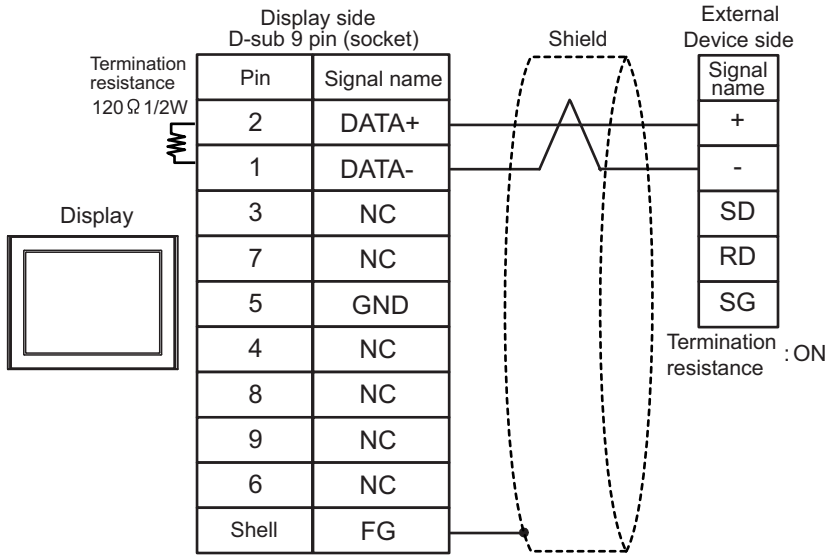 Display side
D-sub 9 pin (socket)
Shield
External
Device side
Termination
resistance
120 Ω 1/2W
Pin Signal name
Signal
name
2 DATA+ +
1 DATA- -
3 NC SD
Display
7 NC RD
5 GND SG
4 NC
Termination
resistance : ON
8 NC
9 NC
6 NC
Shell FG